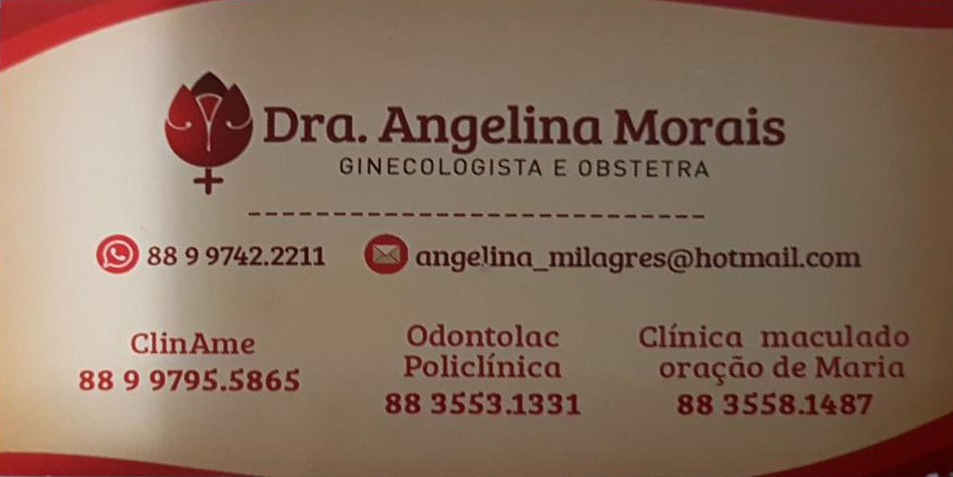 Dra. Angelina Morais
GINECOLOGISTA E OBSTETRA
88 9 9742.2211
angelina_milagres@hotmail.com
ClinAme
88 9 9795.5865
Odontolac
Policlínica
88 3553.1331
Clínica maculado
oração de Maria
88 3558.1487